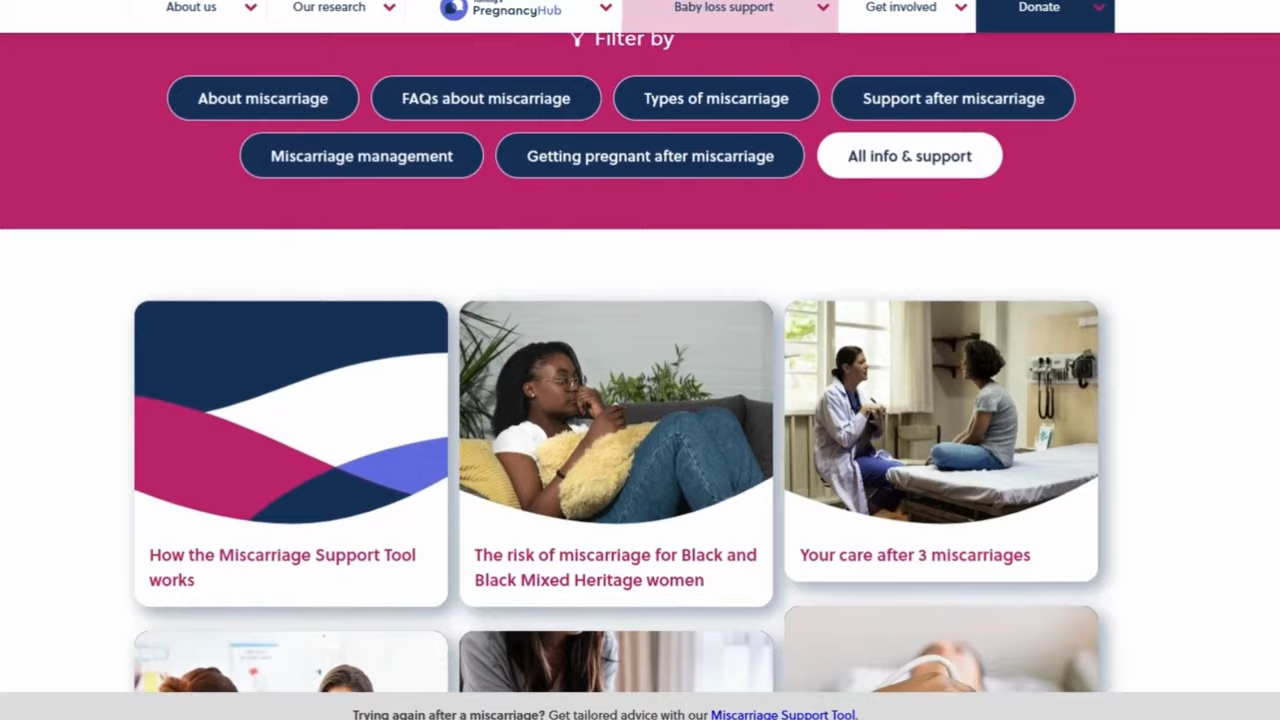 About us
Our research
Tommy's
PregnancyHub
Baby loss support
Get involved
Donate
Filter by
About miscarriage
FAQs about miscarriage
Types of miscarriage
Support after miscarriage
Miscarriage management
Getting pregnant after miscarriage
All info & support
How the Miscarriage Support Tool
works
The risk of miscarriage for Black and
Black Mixed Heritage women
Your care after 3 miscarriages
Trying again after a miscarriage? Get tailored advice with our Miscarriage Support Tool.